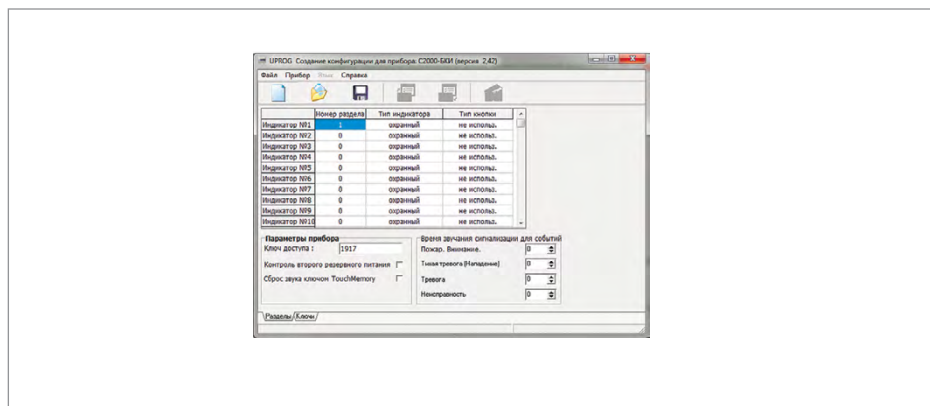 UPROG Создание конфигурации для прибора: С2000-БКИ (версия 2,42)
Файл Прибор Язык Справка
Номер раздела Тип индикатора Тип кнопки
Индикатор №1 1 охранный не использ.
Индикатор №2 0 охранный не использ.
Индикатор №3 0 охранный не использ.
Индикатор №4 0 охранный не использ.
Индикатор №5 0 охранный не использ.
Индикатор №6 0 охранный не использ.
Индикатор №7 0 охранный не использ.
Индикатор №8 0 охранный не использ.
Индикатор №9 0 охранный не использ.
Индикатор №10 0 охранный не использ.
Параметры прибора
Ключ доступа : 1917
Контроль второго резервного питания
Сброс звука ключом TouchMemory
Время звучания сигнализации для событий
Пожар. Внимание. 0
Тихая тревога (Нападение) 0
Тревога 0
Неисправность 0
Разделы Ключи